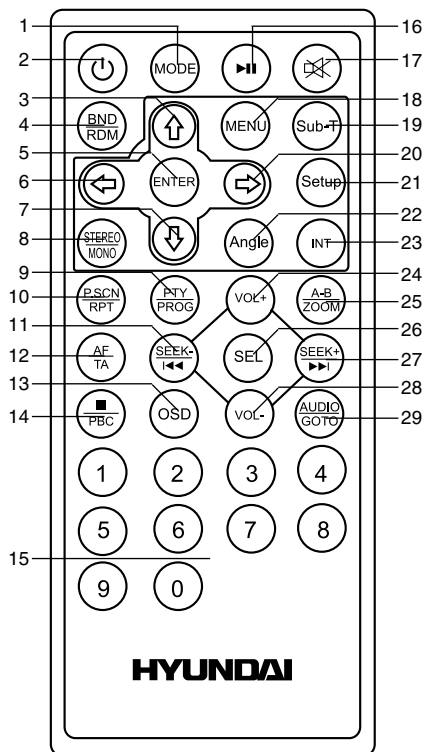 1
16
2
MODE
17
3
18
4
BND
RDM
MENU
Sub-T
19
5
20
6
ENTER
Setup
21
7
22
8
STEREO
MONO
Angle
INT
23
9
24
10
P.SCN
RPT
PTY
PROG
VOL+
A-B
ZOOM
25
11
26
12
AF
TA
SEEK-
SEL
SEEK+
27
13
28
14
PBC
OSD
VOL-
AUDIO
GOTO
29
1 2 3 4
5 6 7 8
15
9 0
HYUNDAI